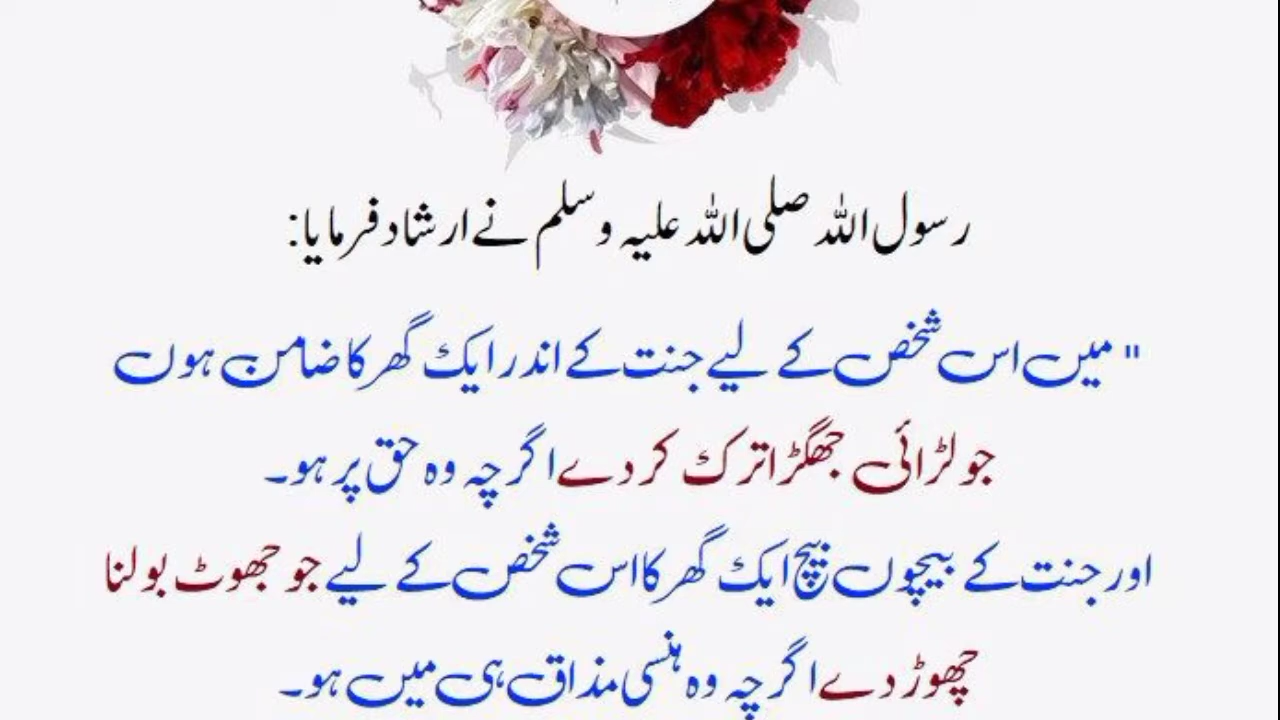 رسول اللہ صلی اللہ علیہ وسلم نے ارشاد فرمایا:
"میں اس شخص کے لیے جنت کے اندر ایک گھر کا ضامن ہوں
جو لڑائی جھگڑا ترک کر دے اگرچہ وہ حق پر ہو۔
اور جنت کے بیچوں بیچ ایک گھر کا اس شخص کے لیے جو جھوٹ بولنا
چھوڑ دے اگرچہ وہ ہنسی مذاق ہی میں ہو۔